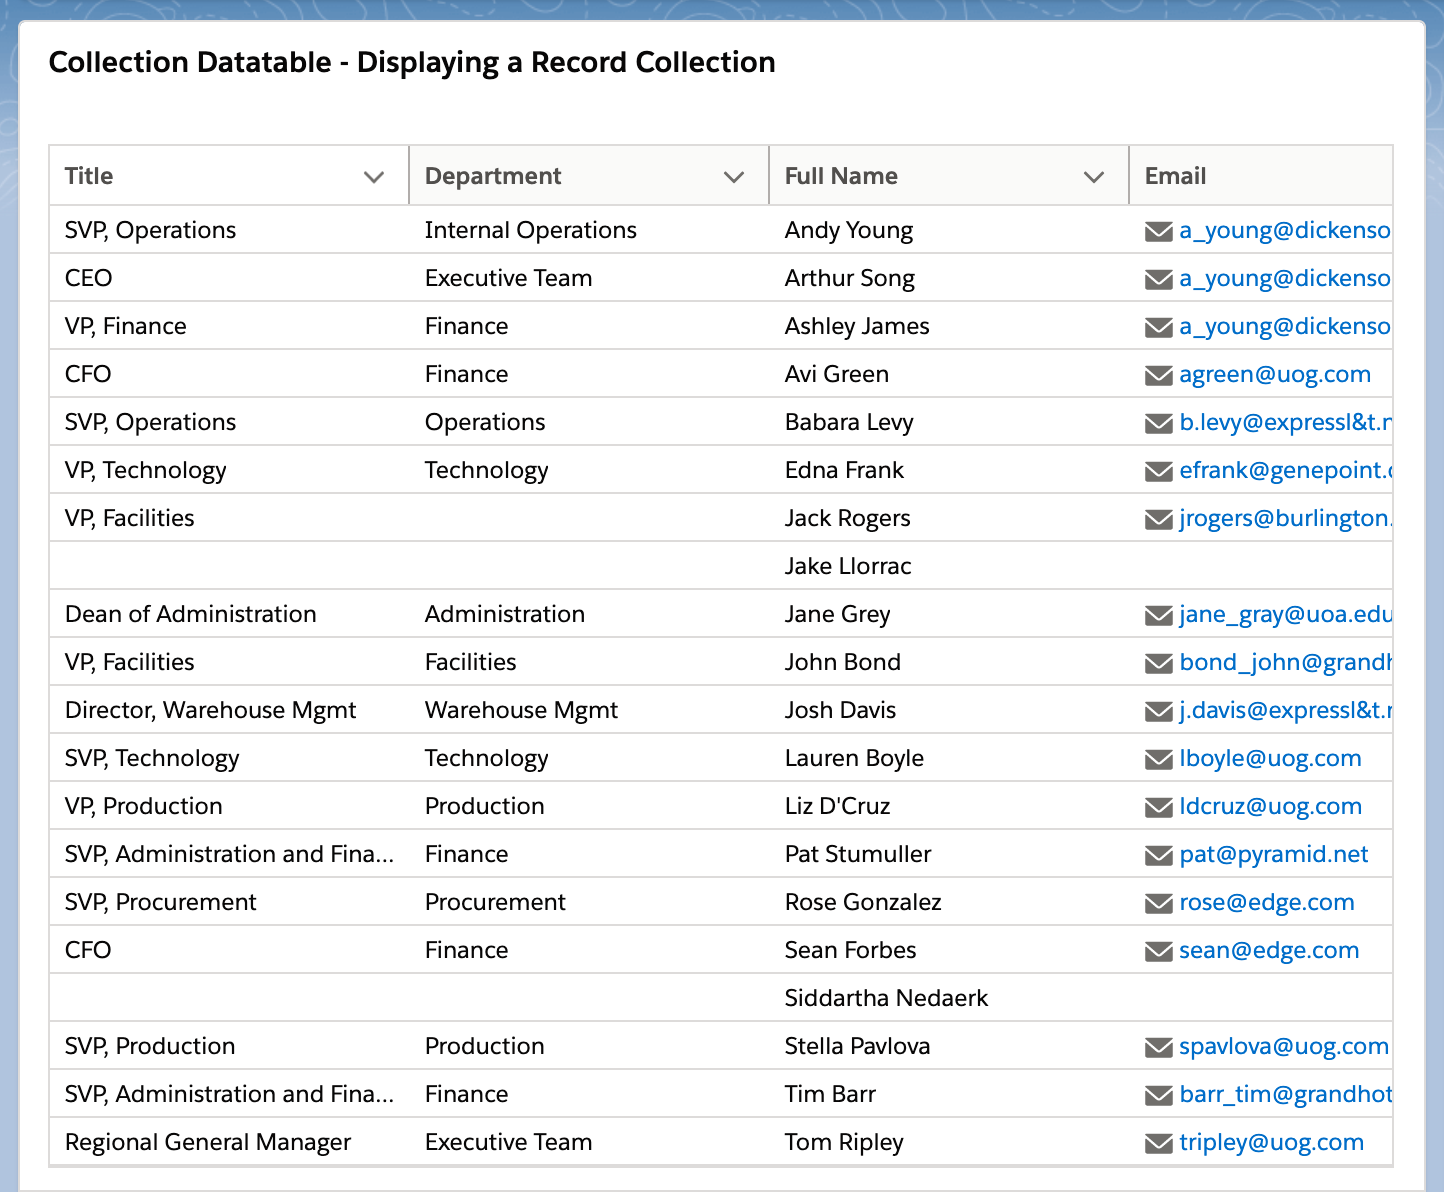 Collection Datatable - Displaying a Record Collection
Title Department Full Name Email
SVP, Operations Internal Operations Andy Young a_young@dickenso
CEO Executive Team Arthur Song a_young@dickenso
VP, Finance Finance Ashley James a_young@dickenso
CFO Finance Avi Green agreen@uog.com
SVP, Operations Operations Babara Levy b.levy@expressl&t.n
VP, Technology Technology Edna Frank efrank@genepoint.c
VP, Facilities Jack Rogers jrogers@burlington.
Jake Llorrac
Dean of Administration Administration Jane Grey jane_gray@uoa.edu
VP, Facilities Facilities John Bond bond_john@grandh
Director, Warehouse Mgmt Warehouse Mgmt Josh Davis j.davis@expressl&t.n
SVP, Technology Technology Lauren Boyle lboyle@uog.com
VP, Production Production Liz D'Cruz ldcruz@uog.com
SVP, Administration and Fina... Finance Pat Stumuller pat@pyramid.net
SVP, Procurement Procurement Rose Gonzalez rose@edge.com
CFO Finance Sean Forbes sean@edge.com
Siddartha Nedaerk
SVP, Production Production Stella Pavlova spavlova@uog.com
SVP, Administration and Fina... Finance Tim Barr barr_tim@grandhot
Regional General Manager Executive Team Tom Ripley tripley@uog.com